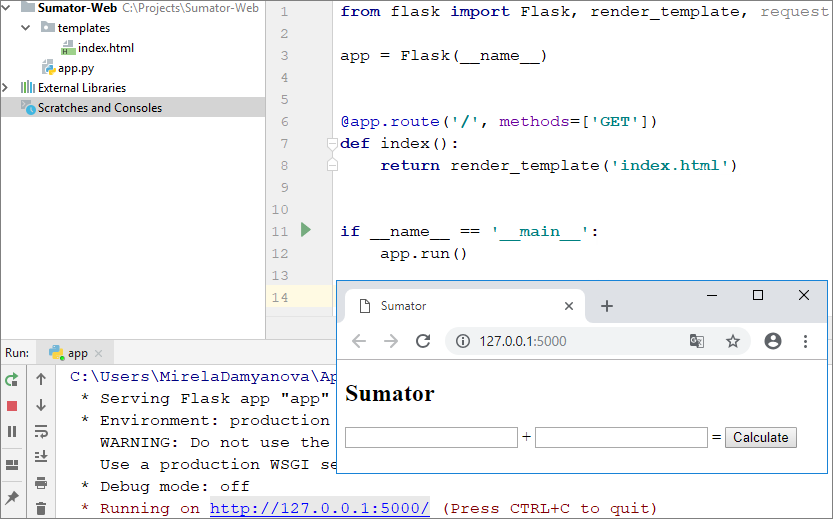 Sumator-Web C:\Projects\Sumator-Web
templates
index.html
app.py
External Libraries
Scratches and Consoles
1 from flask import Flask, render_template, request
2
3 app = Flask(__name__)
4
5
6 @app.route('/', methods=['GET'])
7 def index():
8 return render_template('index.html')
9
10
11 if __name__ == '__main__':
12 app.run()
13
14
Sumator
127.0.0.1:5000
Sumator
+ = Calculate
Run: app
C:\Users\MirelaDamyanova\Ap
* Serving Flask app "app"
* Environment: production
WARNING: Do not use the
Use a production WSGI se
* Debug mode: off
* Running on http://127.0.0.1:5000/ (Press CTRL+C to quit)